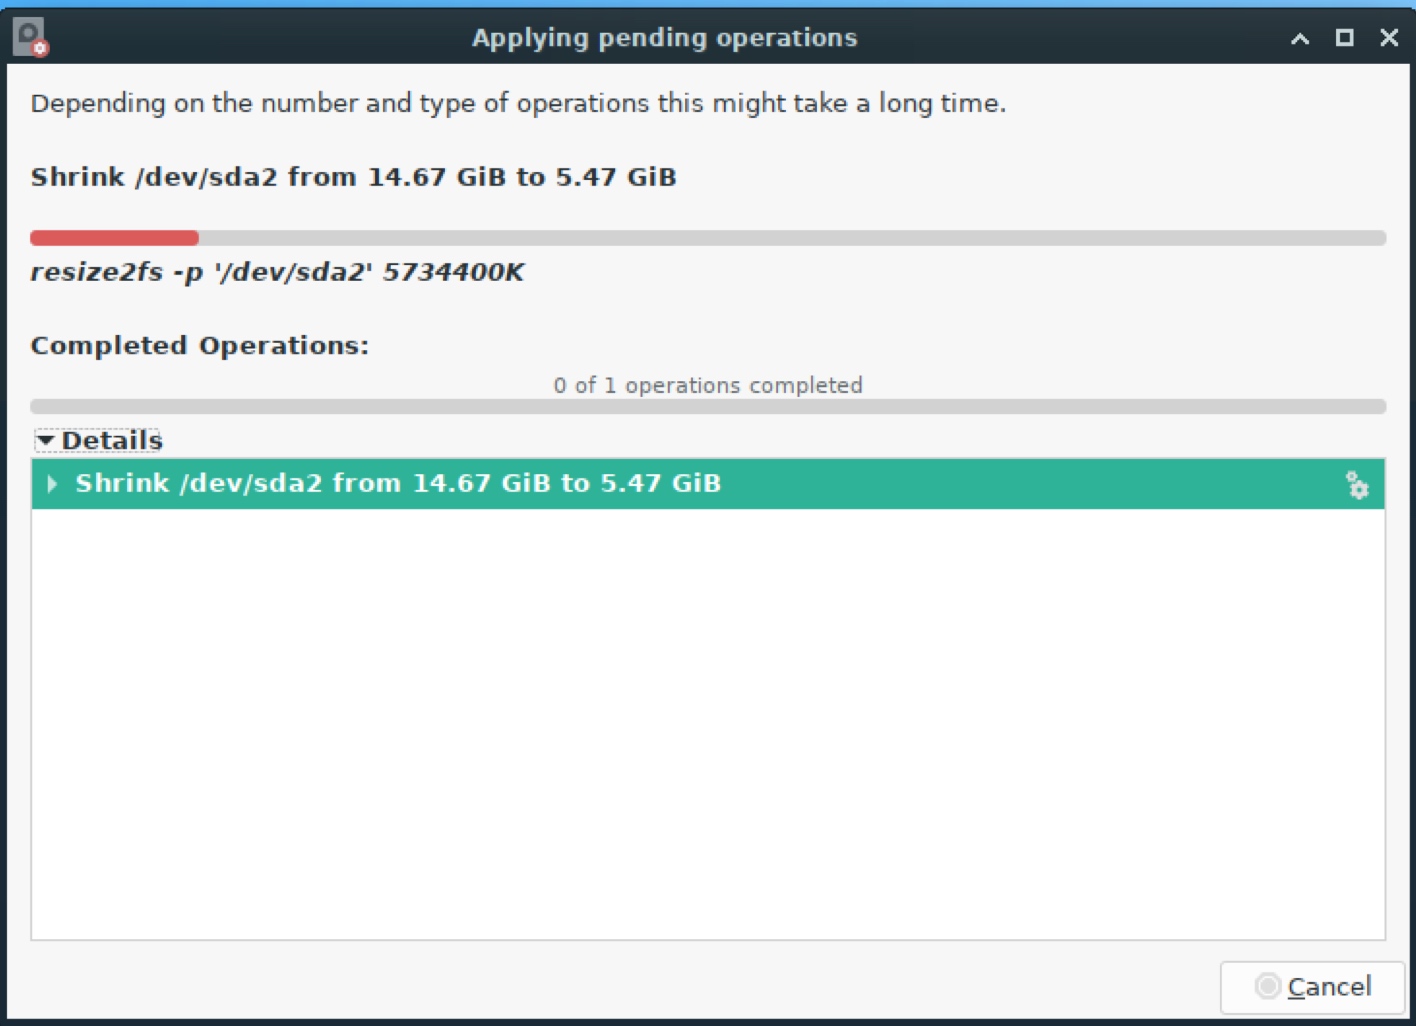 Applying pending operations
Depending on the number and type of operations this might take a long time.
Shrink /dev/sda2 from 14.67 GiB to 5.47 GiB
resize2fs -p '/dev/sda2' 5734400K
Completed Operations:
0 of 1 operations completed
Details
Shrink /dev/sda2 from 14.67 GiB to 5.47 GiB
Cancel